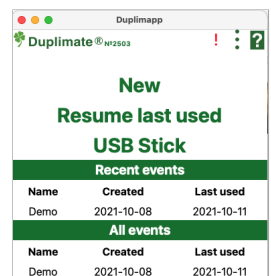 Duplimapp
Duplimate® Nº2503 ! ⋮ ?
New
Resume last used
USB Stick
Recent events
Name Created Last used
Demo 2021-10-08 2021-10-11
All events
Name Created Last used
Demo 2021-10-08 2021-10-11